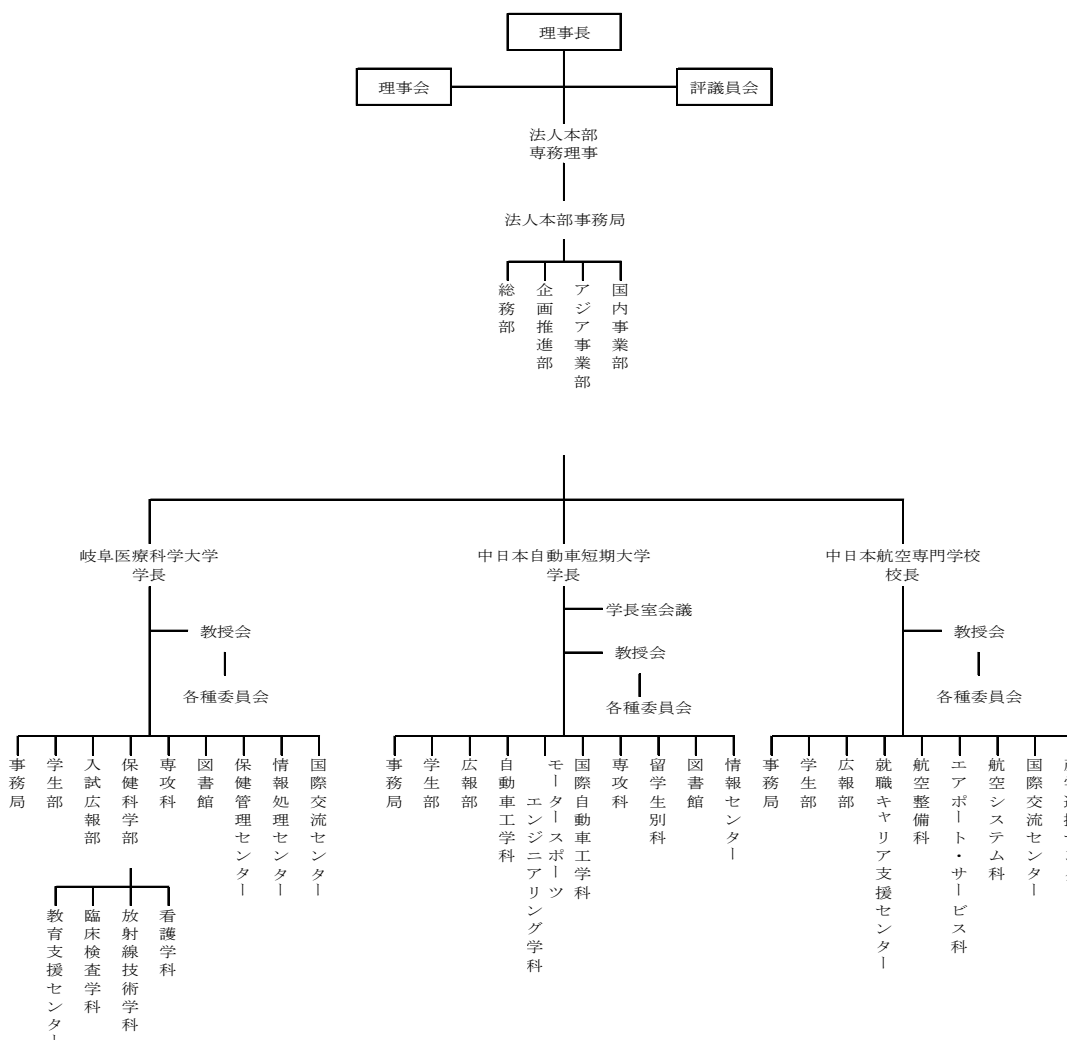 理事長
理事会
評議員会
法人本部
専務理事
法人本部事務局
総務部
企画推進部
アジア事業部
国内事業部
岐阜医療科学大学
学長
中日本自動車短期大学
学長
中日本航空専門学校
校長
学長室会議
教授会
教授会
教授会
各種委員会
各種委員会
各種委員会
事務局
学生部
入試広報部
保健科学部
専攻科
図書館
保健管理センター
情報処理センター
国際交流センター
事務局
学生部
広報部
自動車工学科
モータースポーツ
エンジニアリング学科
国際自動車工学科
専攻科
留学生別科
図書館
情報センター
事務局
学生部
広報部
就職キャリア支援センター
航空整備科
エアポート・サービス科
航空システム科
国際交流センター
教育支援センター
臨床検査学科
放射線技術学科
看護学科